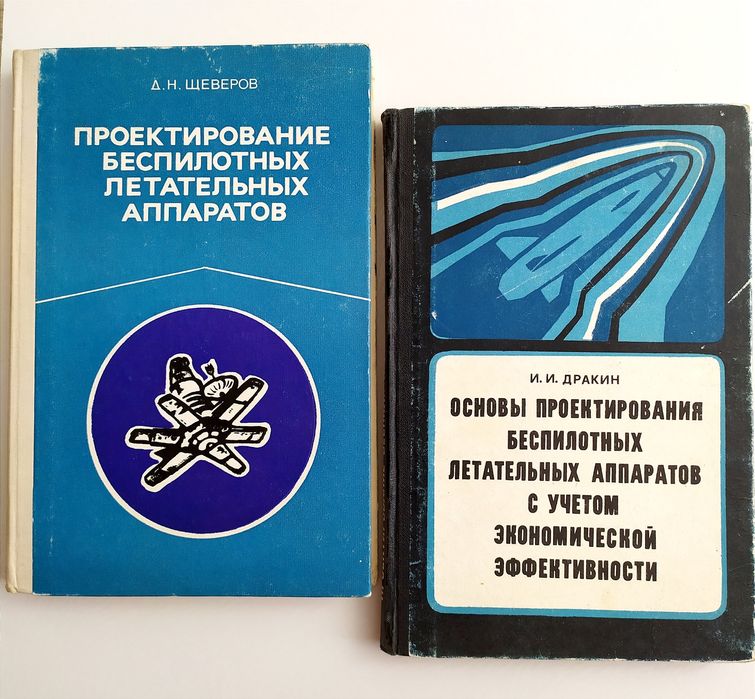 Д.Н. ЩЕВЕРОВ
ПРОЕКТИРОВАНИЕ
БЕСПИЛОТНЫХ
ЛЕТАТЕЛЬНЫХ
АППАРАТОВ
И.И. ДРАКИН
ОСНОВЫ ПРОЕКТИРОВАНИЯ
БЕСПИЛОТНЫХ
ЛЕТАТЕЛЬНЫХ АППАРАТОВ
С УЧЕТОМ
ЭКОНОМИЧЕСКОЙ
ЭФФЕКТИВНОСТИ